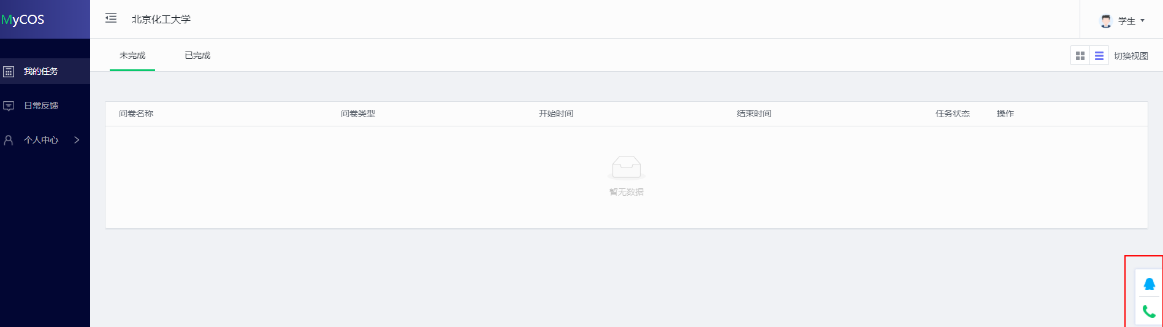 MyCOS
北京化工大学
学生
未完成
已完成
切换视图
我的任务
日常反馈
个人中心
问卷名称
问卷类型
开始时间
结束时间
任务状态
操作
暂无数据